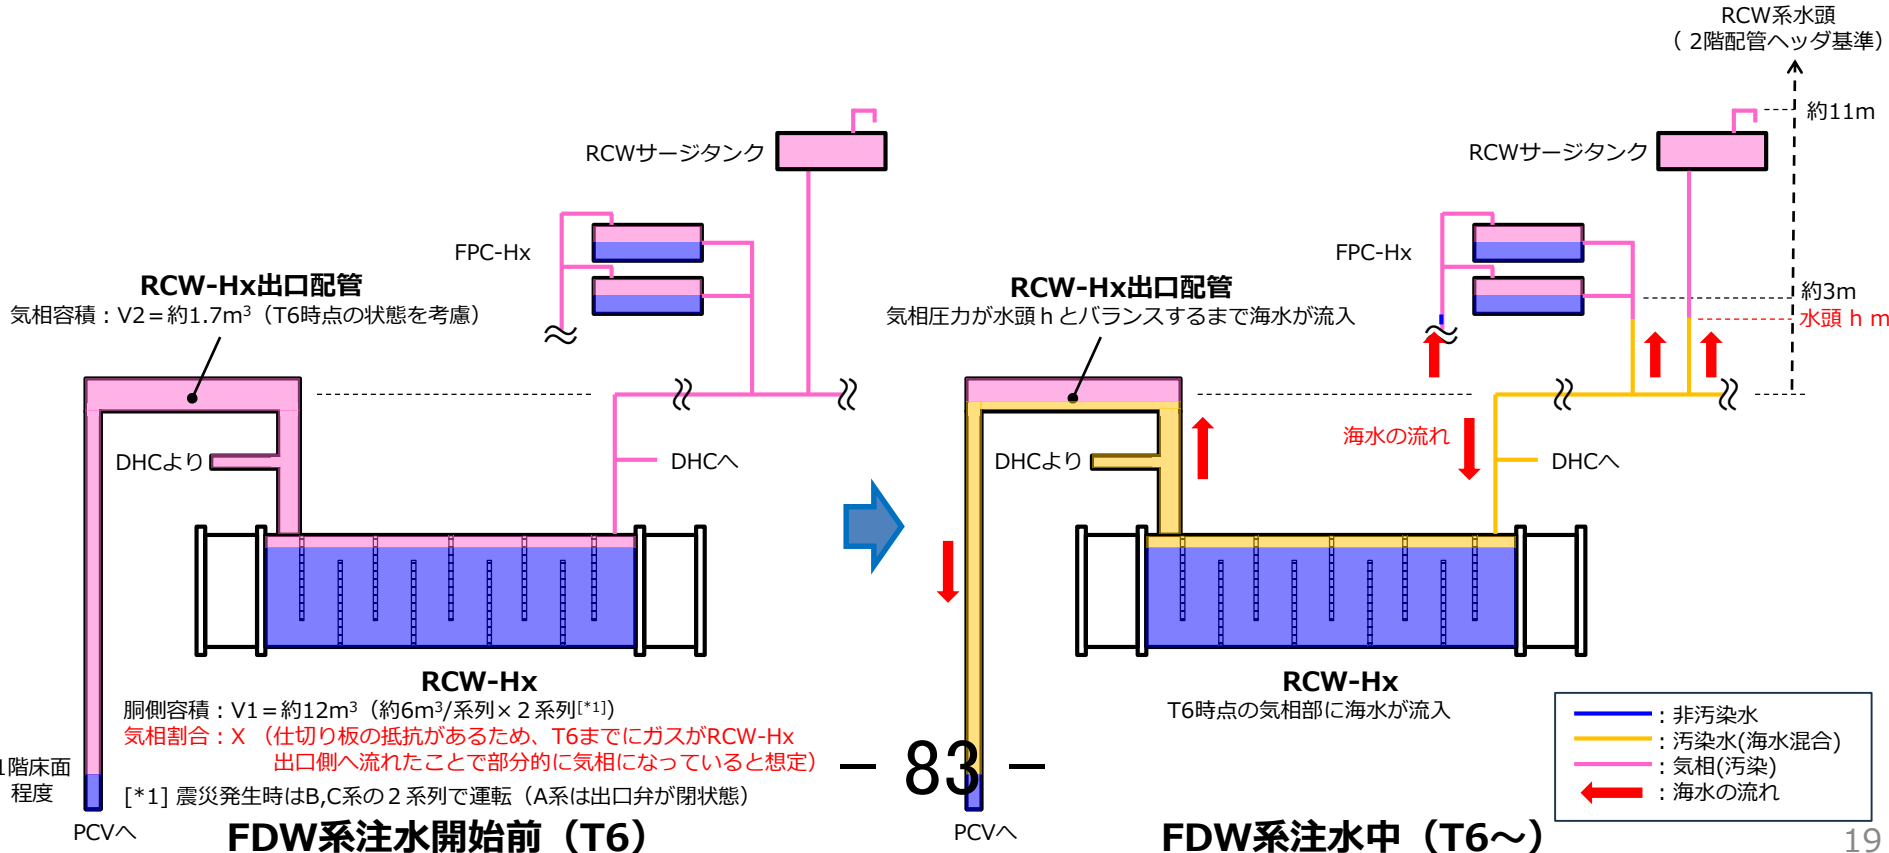 RCW系水頭
（ 2階配管ヘッダ基準）
約11m
RCWサージタンク
FPC-Hx
RCW-Hx出口配管
気相容積：V2＝約1.7m³（T6時点の状態を考慮）
DHCより
DHCへ
RCW-Hx
胴側容積：V1＝約12m³（約6m³/系列×２系列[*1]）
気相割合：X （仕切り板の抵抗があるため、T6までにガスがRCW-Hx
出口側へ流れたことで部分的に気相になっていると想定）
1階床面
程度
[*1] 震災発生時はB,C系の２系列で運転（A系は出口弁が閉状態）
PCVへ
FDW系注水開始前（T6）
RCWサージタンク
FPC-Hx
約3m
水頭 h m
RCW-Hx出口配管
気相圧力が水頭ｈとバランスするまで海水が流入
海水の流れ
DHCより
DHCへ
RCW-Hx
T6時点の気相部に海水が流入
PCVへ
FDW系注水中（T6～）
：非汚染水
：汚染水(海水混合)
：気相(汚染)
：海水の流れ
― 83 ―
19